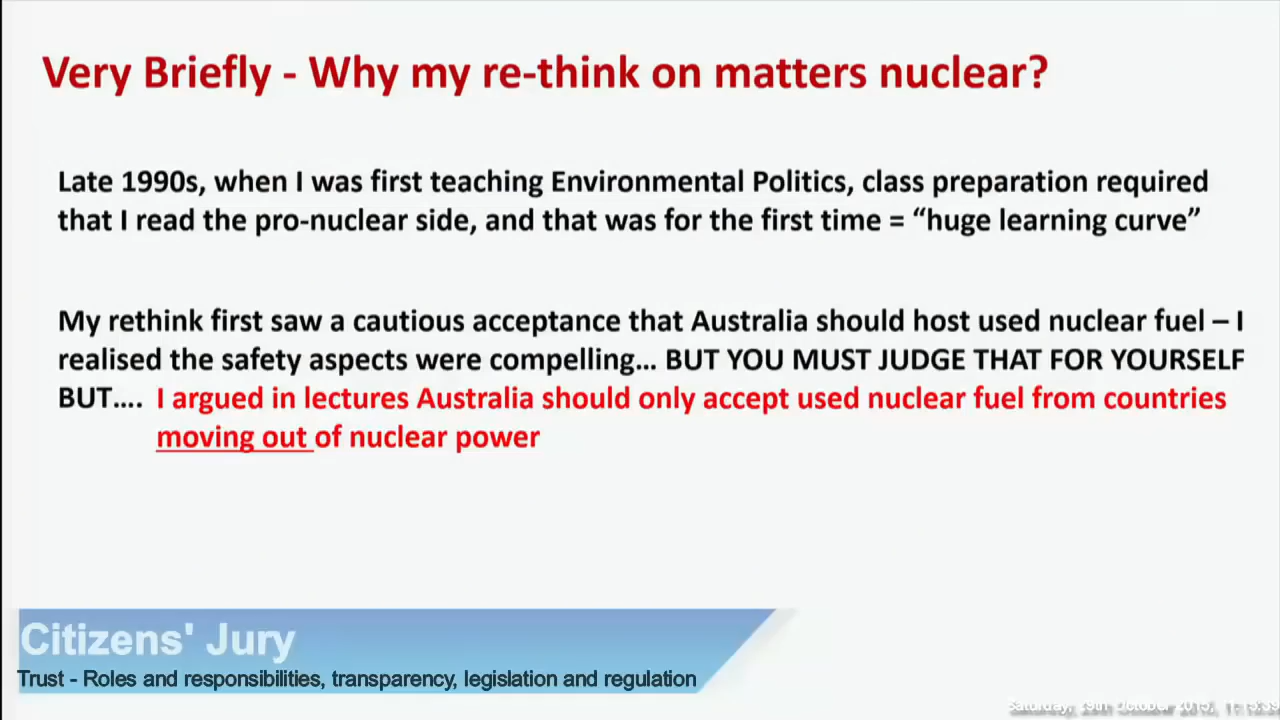 Very Briefly - Why my re-think on matters nuclear?
Late 1990s, when I was first teaching Environmental Politics, class preparation required
that I read the pro-nuclear side, and that was for the first time = “huge learning curve”
My rethink first saw a cautious acceptance that Australia should host used nuclear fuel – I
realised the safety aspects were compelling… BUT YOU MUST JUDGE THAT FOR YOURSELF
BUT…. I argued in lectures Australia should only accept used nuclear fuel from countries
moving out of nuclear power
Citizens' Jury
Trust - Roles and responsibilities, transparency, legislation and regulation
Saturday, 29th October